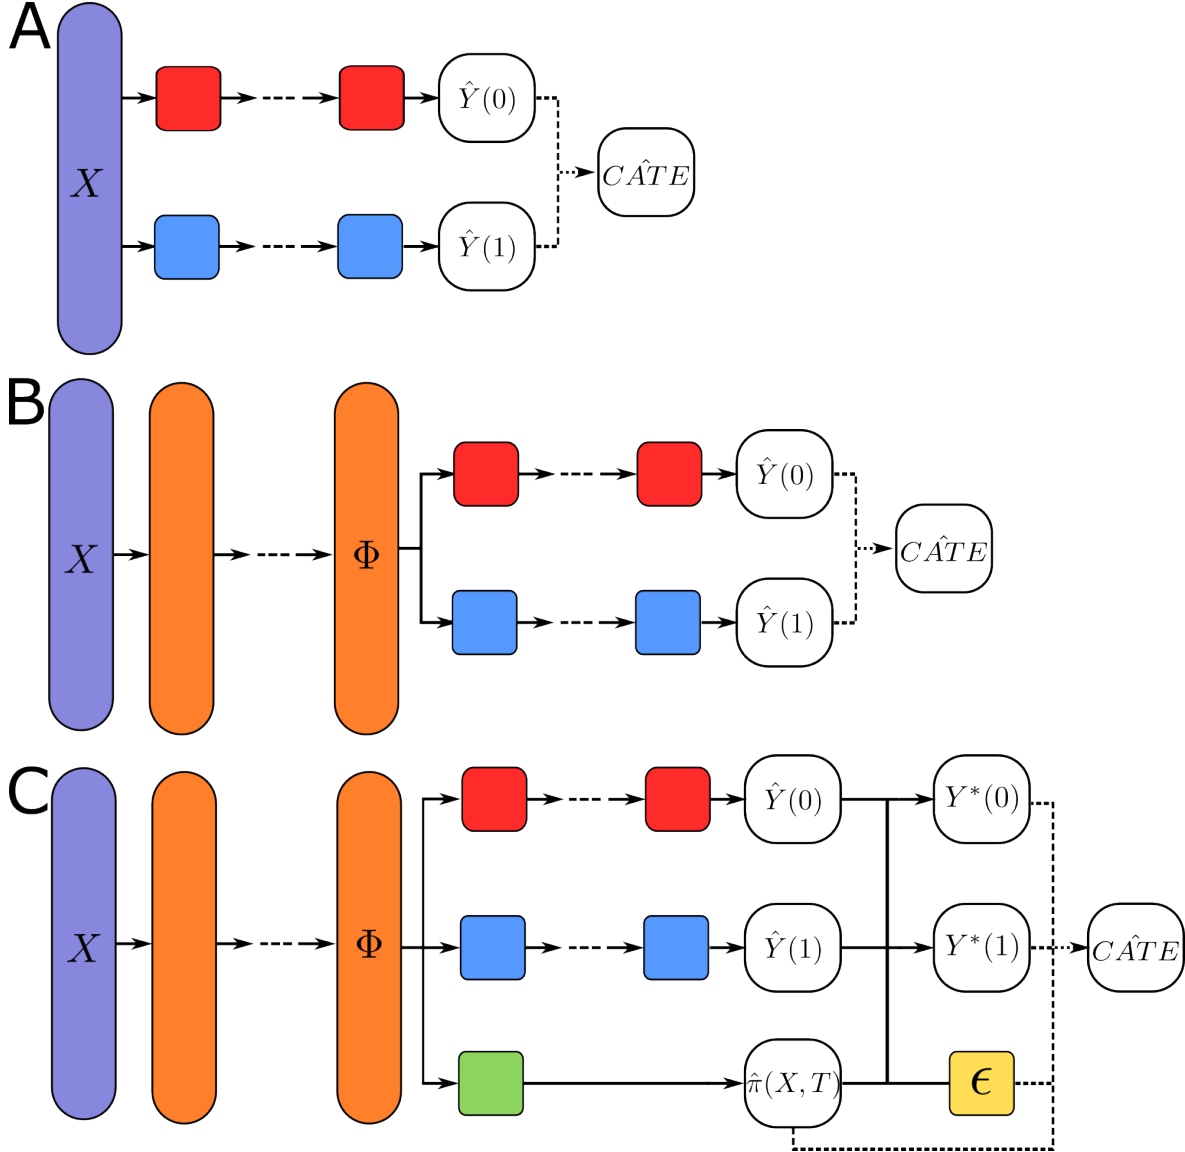 A
X
Ŷ(0)
Ŷ(1)
CÂTE
B
X
Φ
Ŷ(0)
Ŷ(1)
CÂTE
C
X
Φ
Ŷ(0)
Y*(0)
Ŷ(1)
Y*(1)
CÂTE
π̂(X, T)
ϵ